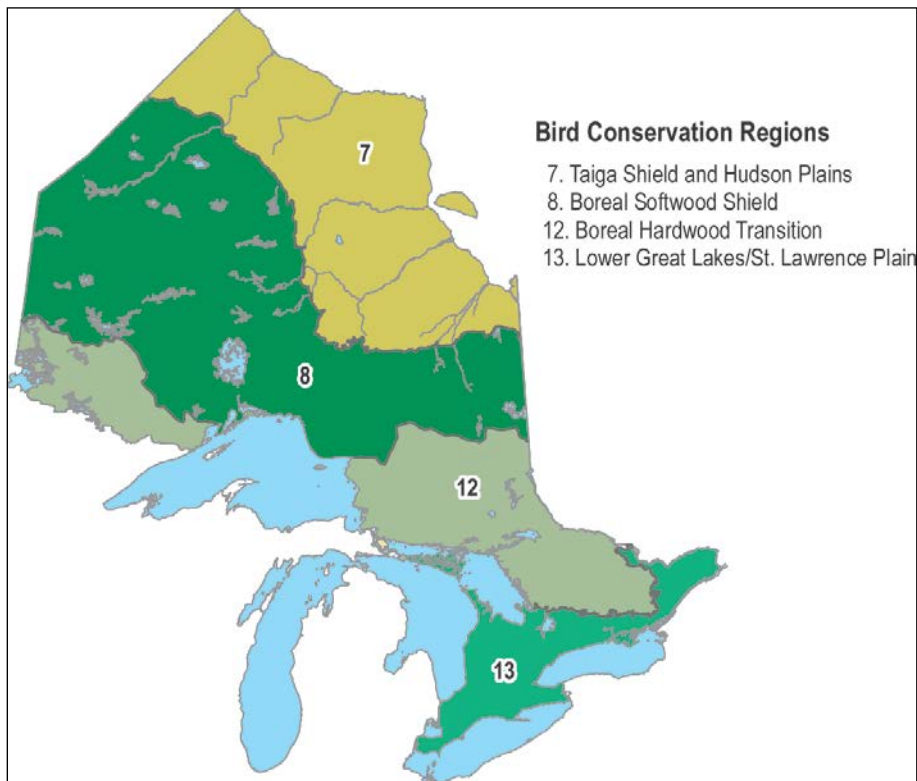 Bird Conservation Regions
7. Taiga Shield and Hudson Plains
8. Boreal Softwood Shield
12. Boreal Hardwood Transition
13. Lower Great Lakes/St. Lawrence Plain
7
8
12
13